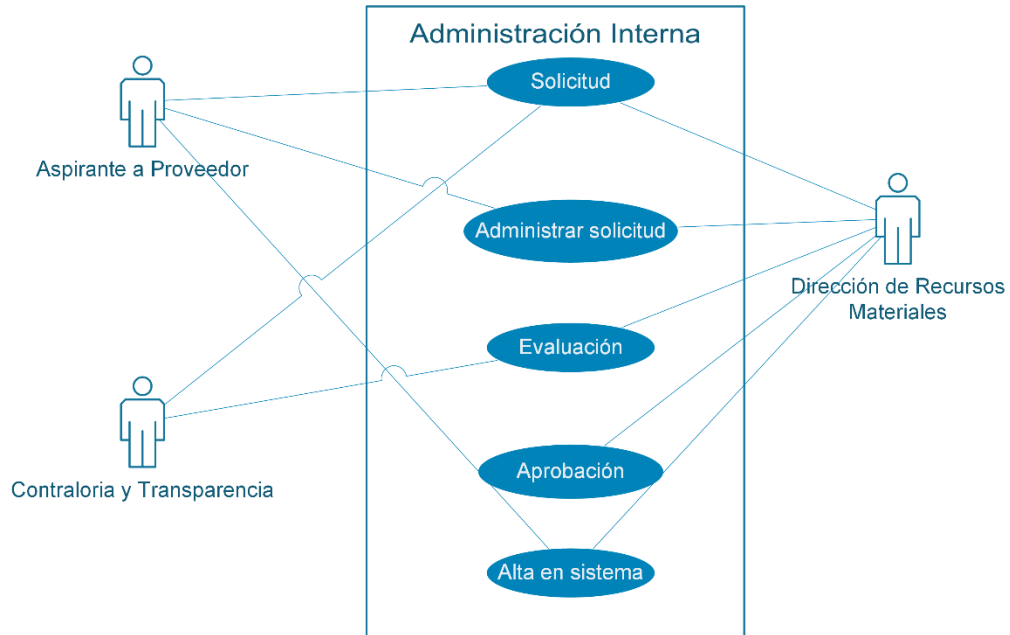 Administración Interna
Solicitud
Aspirante a Proveedor
Administrar solicitud
Dirección de Recursos
Materiales
Evaluación
Contraloria y Transparencia
Aprobación
Alta en sistema